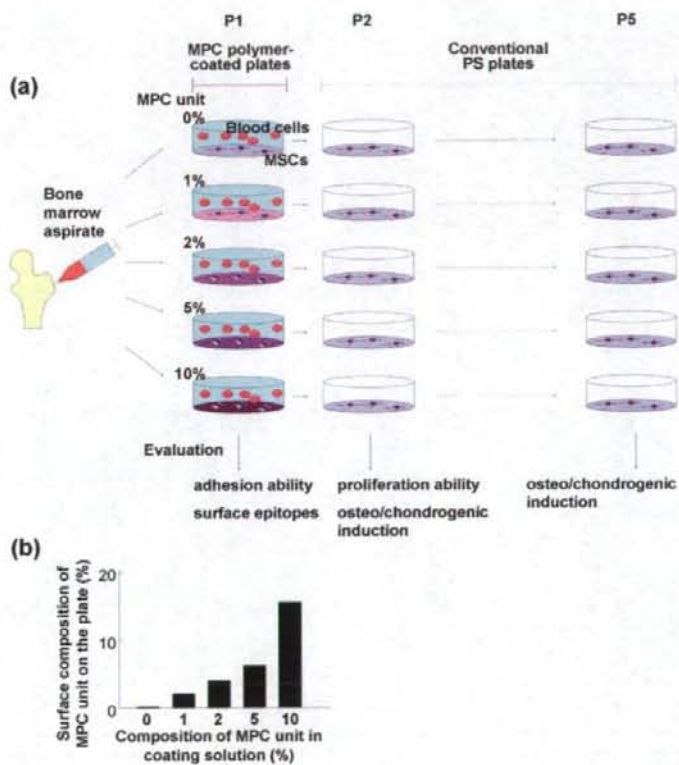 P1 P2 P5
MPC polymer-
coated plates
Conventional
PS plates
(a)
MPC unit
0%
Blood cells
MSCs
1%
Bone
marrow
aspirate
2%
5%
10%
Evaluation
adhesion ability
surface epitopes
proliferation ability
osteo/chondrogenic
induction
osteo/chondrogenic
induction
(b)
Surface composition of
MPC unit on the plate (%)
20
10
0
0 1 2 5 10
Composition of MPC unit in
coating solution (%)